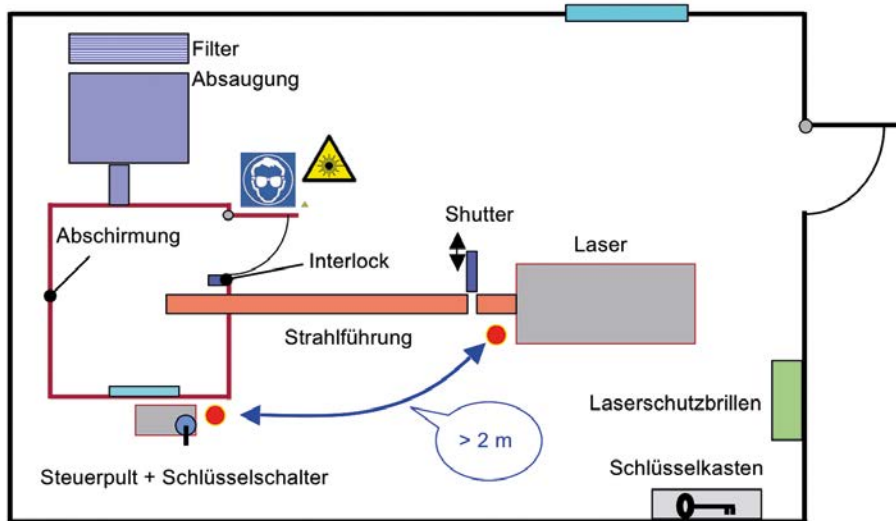 Filter
Absaugung
Shutter
Laser
Abschirmung
Interlock
Strahlführung
Laserschutzbrillen
> 2 m
Schlüsselkasten
Steuerpult + Schlüsselschalter